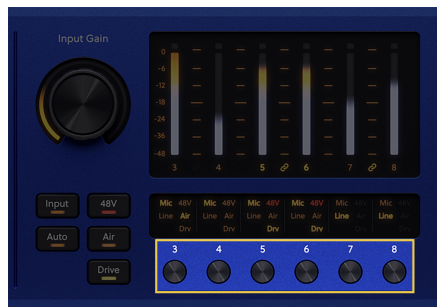 Input Gain
0
-6
-12
-18
-24
-36
-48
3 4 5 6 7 8
Input 48V
Auto Air
Drive
Mic 48V Mic 48V Mic 48V Mic 48V Mic 48V Mic 48V
Line Air Line Air Line Air Line Air Line Air Line Air
Drv Drv Drv Drv
3 4 5 6 7 8